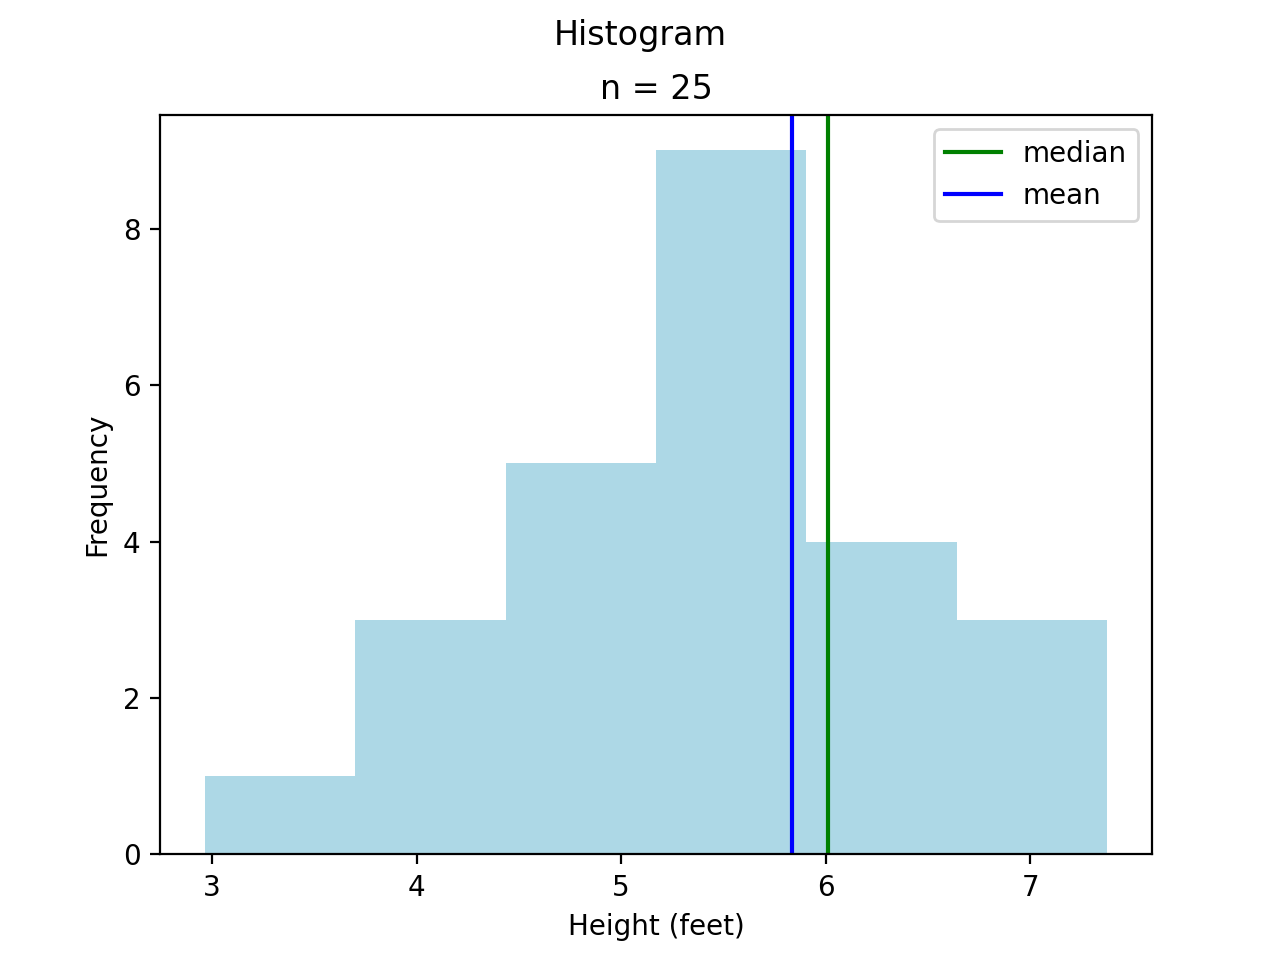 Histogram
n = 25
median
mean
8
6
4
2
0
Frequency
3 4 5 6 7
Height (feet)